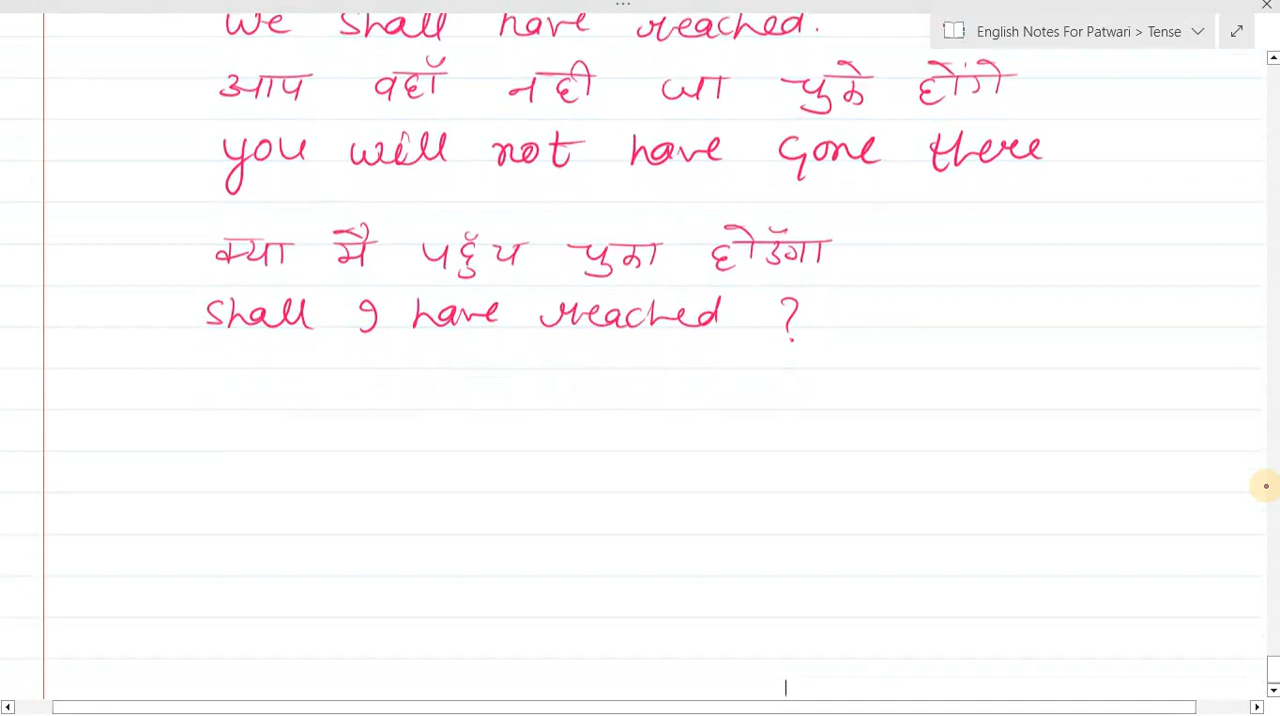 we shall have reached.
English Notes For Patwari > Tense
आप वहाँ नही जा चुके होंगे
you will not have gone there
क्या मै पहुँच चुका होउँगा
shall I have reached ?